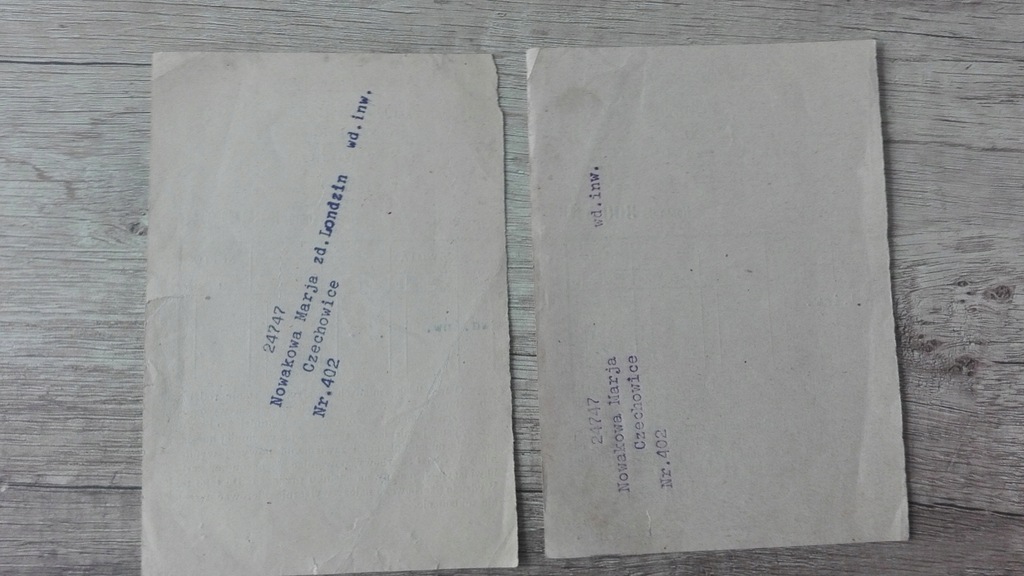 24747
Nowakowa Marja zd.Londzin wd.inw.
Czechowice
Nr.402
24747
Nowakowa Marja wd.inw.
Czechowice
Nr.402